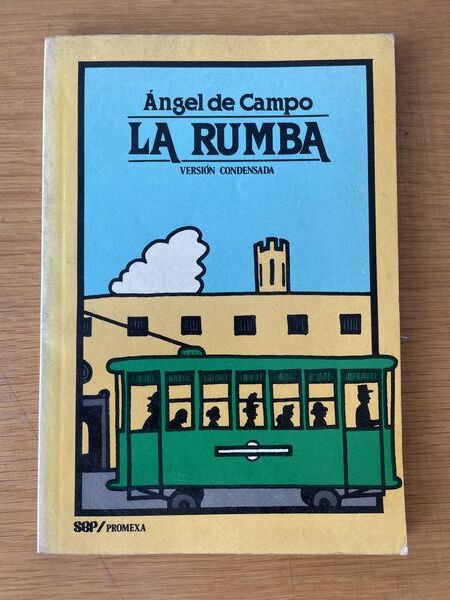 Ángel de Campo
LA RUMBA
VERSIÓN CONDENSADA
SEP/PROMEXA